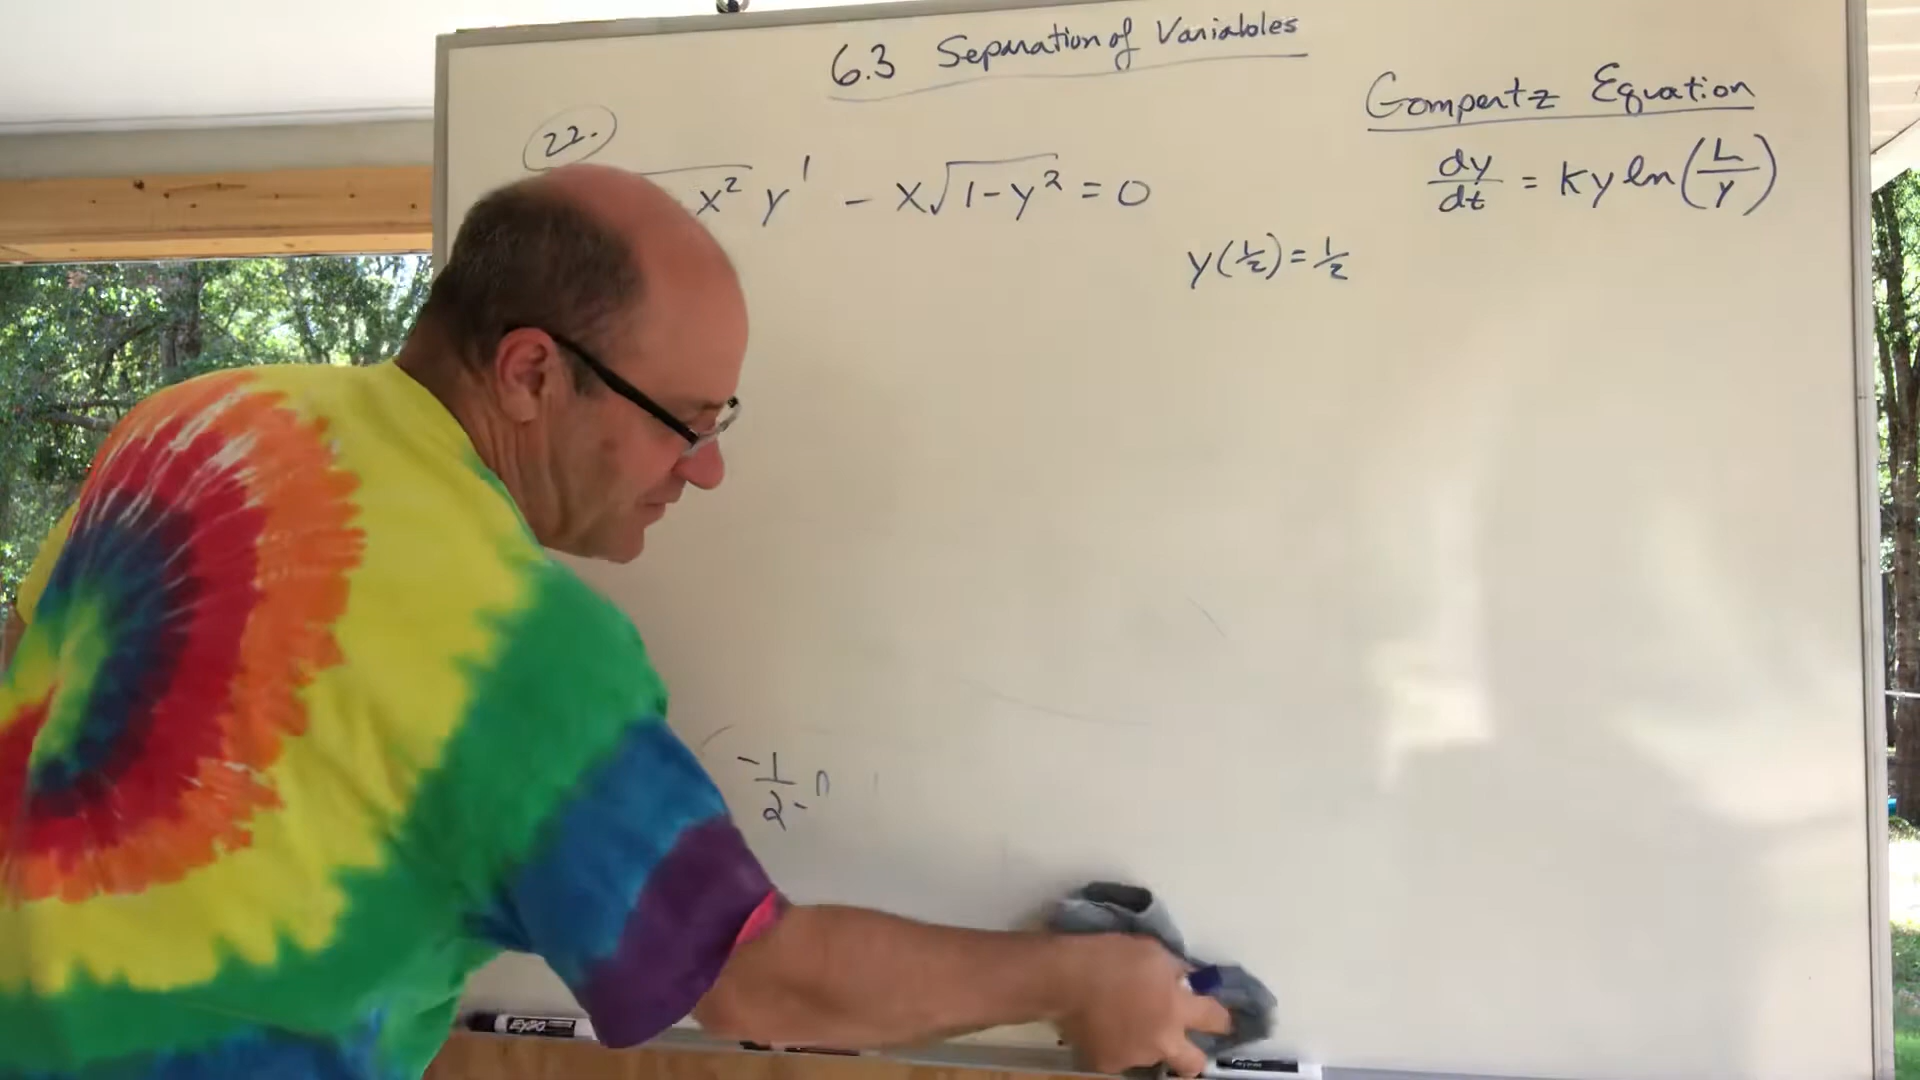 6.3 Separation of Variables
Gompertz Equation
22.
x² y' - x√1-y² = 0
dy/dt = Ky ln(L/y)
y(1/2) = 1/2
-1/2
EXPO